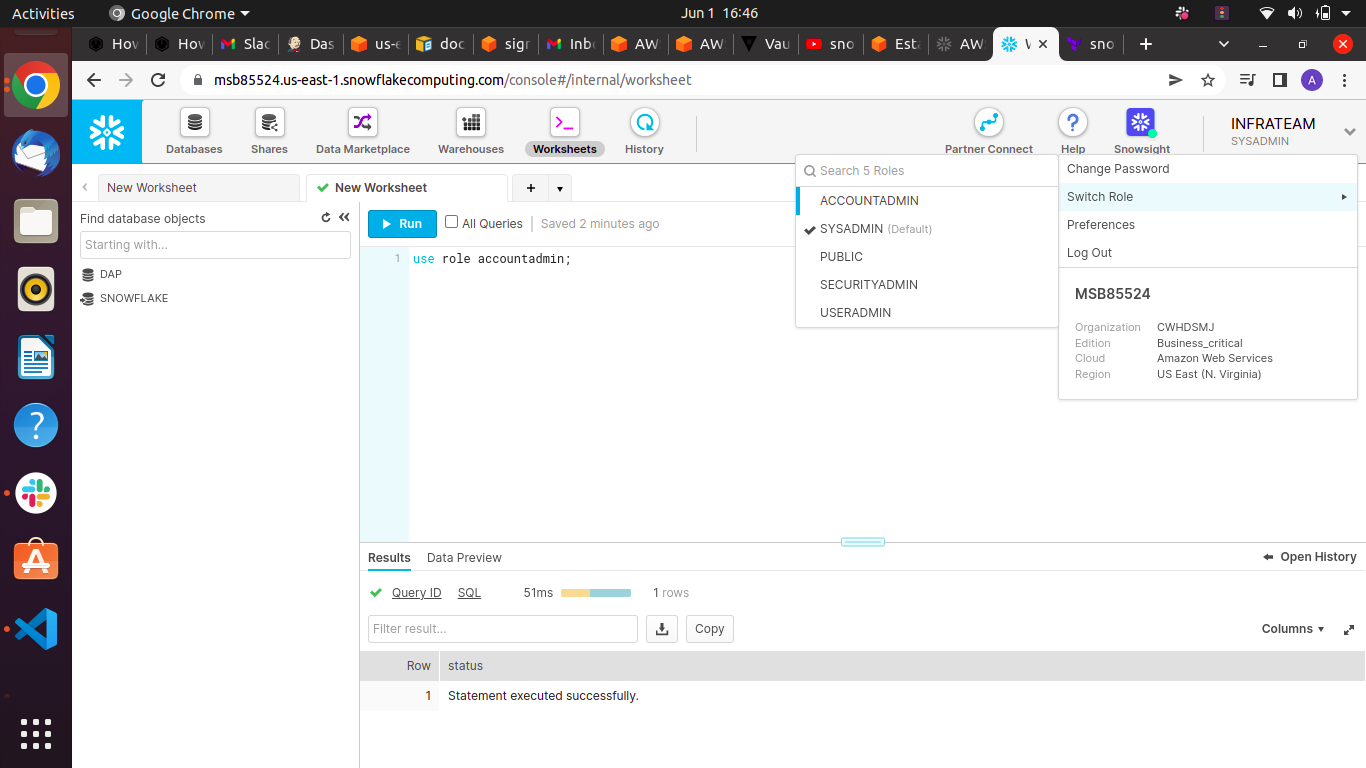 Activities
Google Chrome
Jun 1 16:46
How
How
Slac
Das
us-e
doc
sigr
Inbo
AW
AW
Vau
sno
Esta
AW
sno
msb85524.us-east-1.snowflakecomputing.com/console#/internal/worksheet
A
Databases
Shares
Data Marketplace
Warehouses
Worksheets
History
Partner Connect
Help
Snowsight
INFRATEAM
SYSADMIN
New Worksheet
New Worksheet
Find database objects
Starting with...
DAP
SNOWFLAKE
Run
All Queries
Saved 2 minutes ago
1 use role accountadmin;
Search 5 Roles
ACCOUNTADMIN
SYSADMIN (Default)
PUBLIC
SECURITYADMIN
USERADMIN
Change Password
Switch Role
Preferences
Log Out
MSB85524
Organization CWHDSMJ
Edition Business_critical
Cloud Amazon Web Services
Region US East (N. Virginia)
Results
Data Preview
Open History
Query ID
SQL
51ms
1 rows
Filter result...
Copy
Columns
Row status
1 Statement executed successfully.